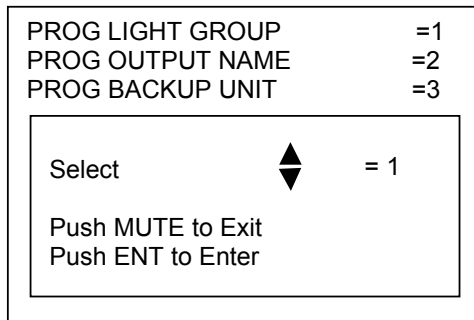 PROG LIGHT GROUP =1
PROG OUTPUT NAME =2
PROG BACKUP UNIT =3
Select = 1
Push MUTE to Exit
Push ENT to Enter